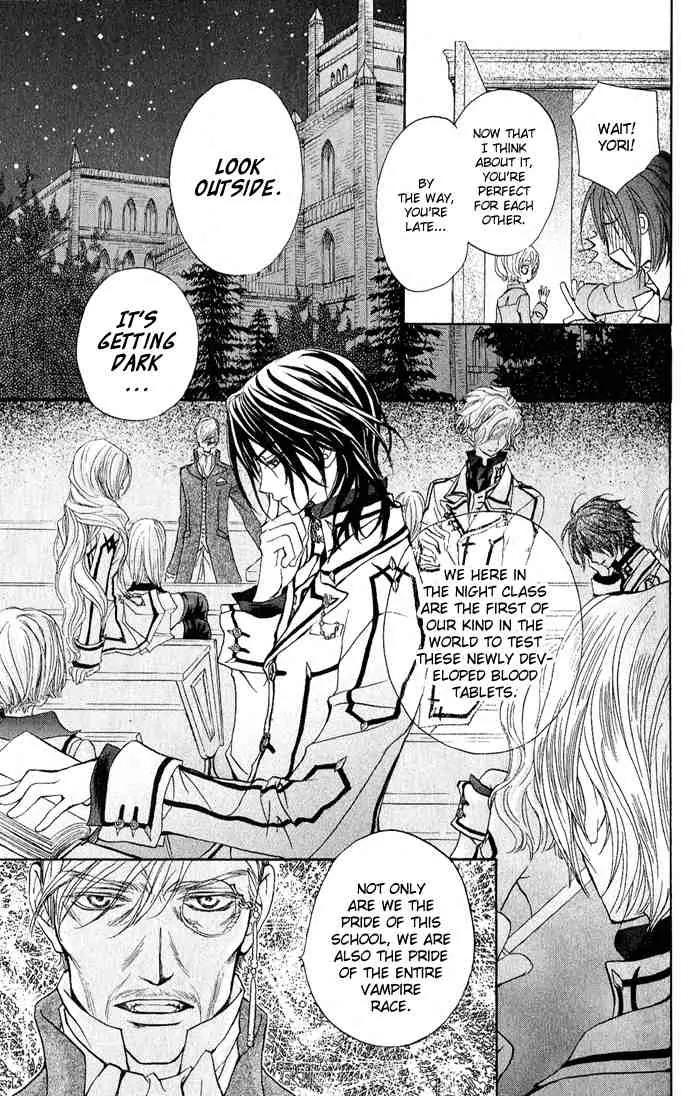 WAIT!
YORI!
NOW THAT
I THINK
ABOUT IT,
YOU'RE
PERFECT
FOR EACH
OTHER.
BY
THE WAY,
YOU'RE
LATE...
LOOK
OUTSIDE.
IT'S
GETTING
DARK
...
WE HERE IN
THE NIGHT CLASS
ARE THE FIRST OF
OUR KIND IN THE
WORLD TO TEST
THESE NEWLY DEV-
ELOPED BLOOD
TABLETS.
NOT ONLY
ARE WE THE
PRIDE OF THIS
SCHOOL, WE ARE
ALSO THE PRIDE
OF THE ENTIRE
VAMPIRE
RACE.